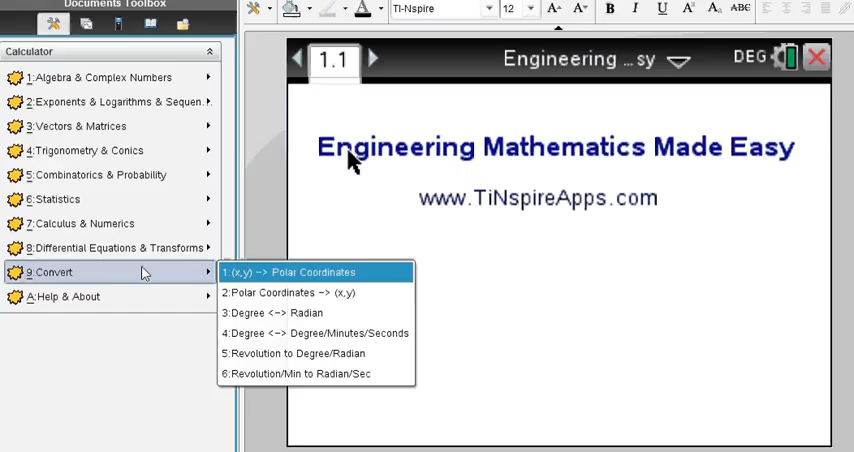 Documents Toolbox
TI-Nspire
12
B I U A A ABC
Calculator
1:Algebra & Complex Numbers
2:Exponents & Logarithms & Sequen..
3:Vectors & Matrices
4:Trigonometry & Conics
5:Combinatorics & Probability
6:Statistics
7:Calculus & Numerics
8:Differential Equations & Transforms
9:Convert
A:Help & About
1:(x,y) -> Polar Coordinates
2:Polar Coordinates -> (x,y)
3:Degree <-> Radian
4:Degree <-> Degree/Minutes/Seconds
5:Revolution to Degree/Radian
6:Revolution/Min to Radian/Sec
1.1
Engineering ...sy
DEG
Engineering Mathematics Made Easy
www.TiNspireApps.com